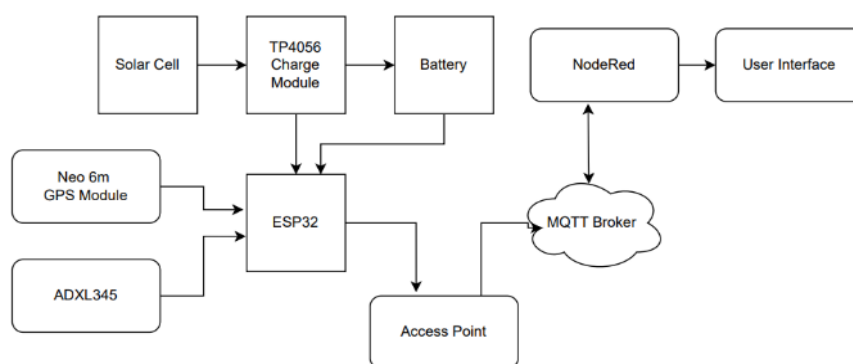 Solar Cell
TP4056
Charge
Module
Battery
NodeRed
User Interface
Neo 6m
GPS Module
ESP32
MQTT Broker
ADXL345
Access Point